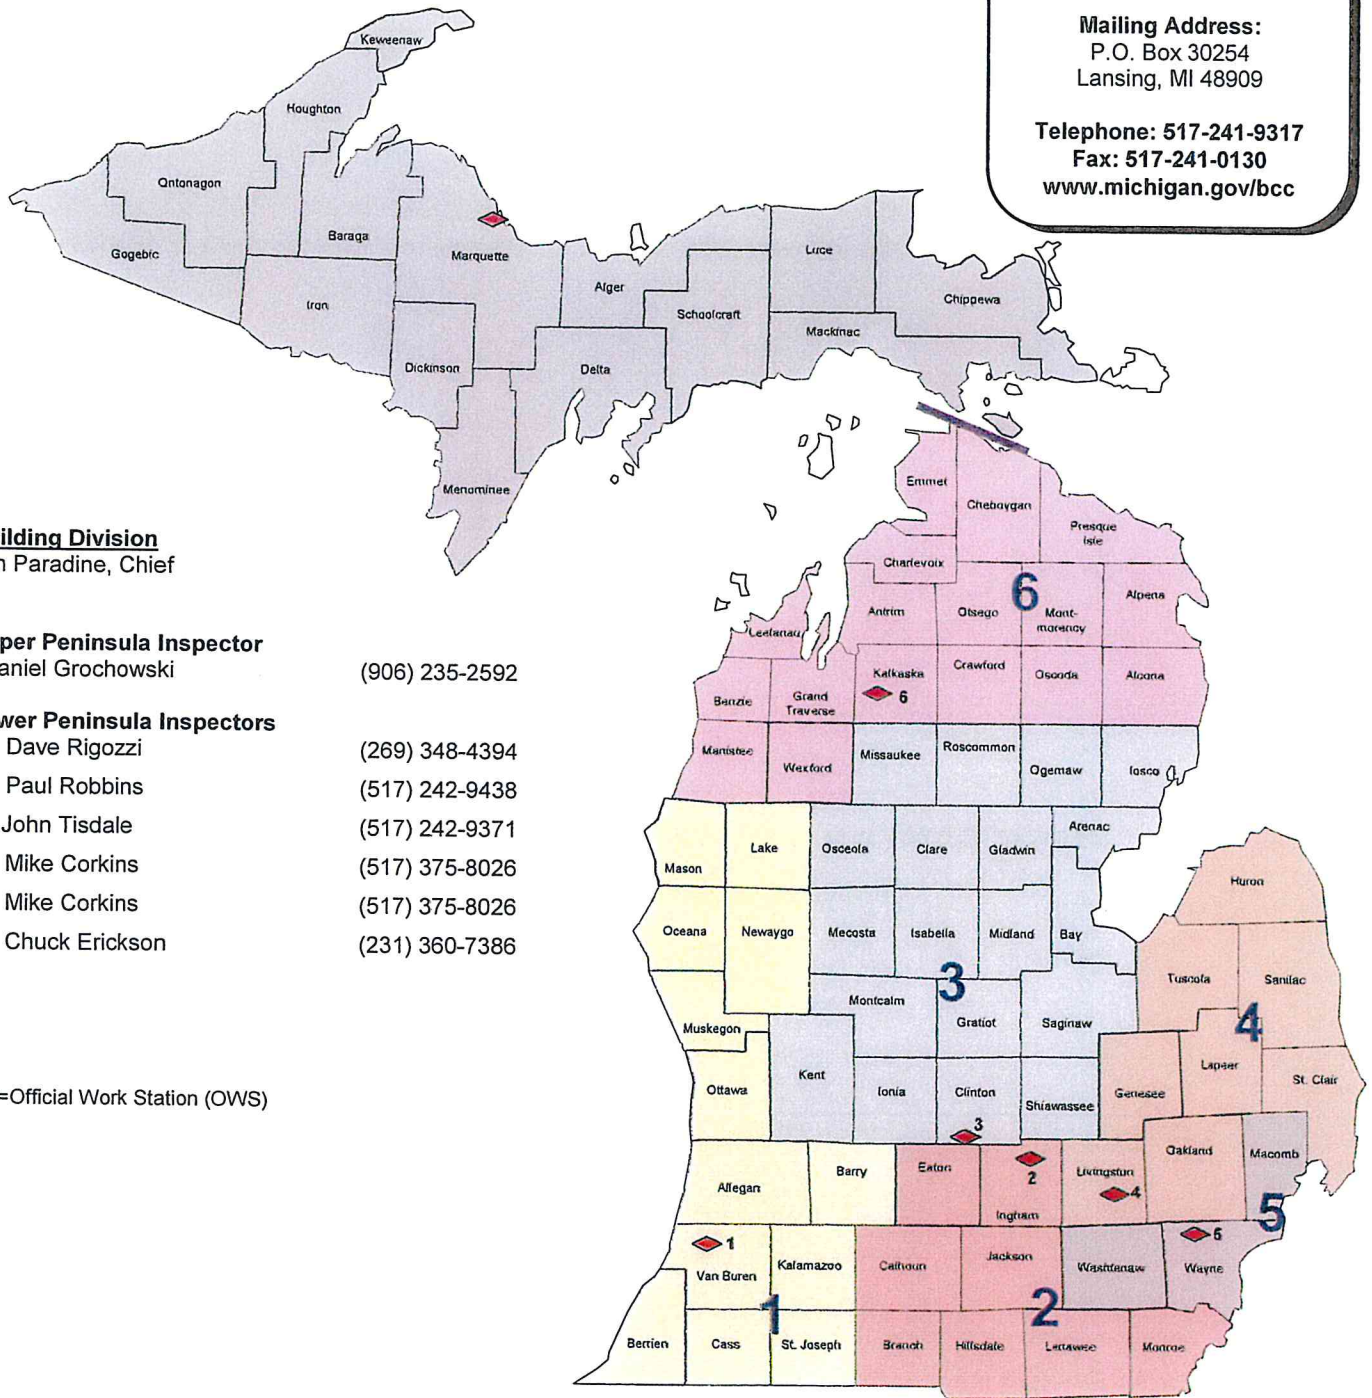 Mailing Address:
P.O. Box 30254
Lansing, MI 48909
Telephone: 517-241-9317
Fax: 517-241-0130
www.michigan.gov/bcc
Keweenaw
Houghton
Ontonagon
Gogebic
Baraga
Iron
Marquette
Dickinson
Menominee
Alger
Delta
Schoolcraft
Luce
Mackinac
Chippewa
ilding Division
n Paradine, Chief
per Peninsula Inspector
aniel Grochowski (906) 235-2592
wer Peninsula Inspectors
Dave Rigozzi (269) 348-4394
Paul Robbins (517) 242-9438
John Tisdale (517) 242-9371
Mike Corkins (517) 375-8026
Mike Corkins (517) 375-8026
Chuck Erickson (231) 360-7386
=Official Work Station (OWS)
Emmet
Cheboygan
Presque
Isle
Charlevoix
6
Antrim
Otsego
Mont-
morency
Alpena
Leelanau
Benzie
Grand
Traverse
Kalkaska
6
Crawford
Oscoda
Alcona
Manistee
Wexford
Missaukee
Roscommon
Ogemaw
Iosco
Mason
Lake
Osceola
Clare
Gladwin
Arenac
Huron
Oceana
Newaygo
Mecosta
Isabella
Midland
Bay
3
Tuscola
Sanilac
4
Muskegon
Montcalm
Gratiot
Saginaw
Ottawa
Kent
Ionia
Clinton
3
Shiawassee
Genesee
Lapeer
St. Clair
Allegan
Barry
Eaton
2
Ingham
Livingston
4
Oakland
Macomb
5
1
Van Buren
Kalamazoo
Calhoun
Jackson
Washtenaw
5
Wayne
1
2
Berrien
Cass
St. Joseph
Branch
Hillsdale
Lenawee
Monroe